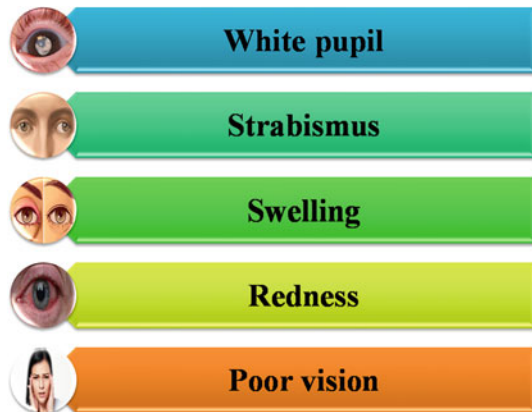 White pupil
Strabismus
Swelling
Redness
Poor vision